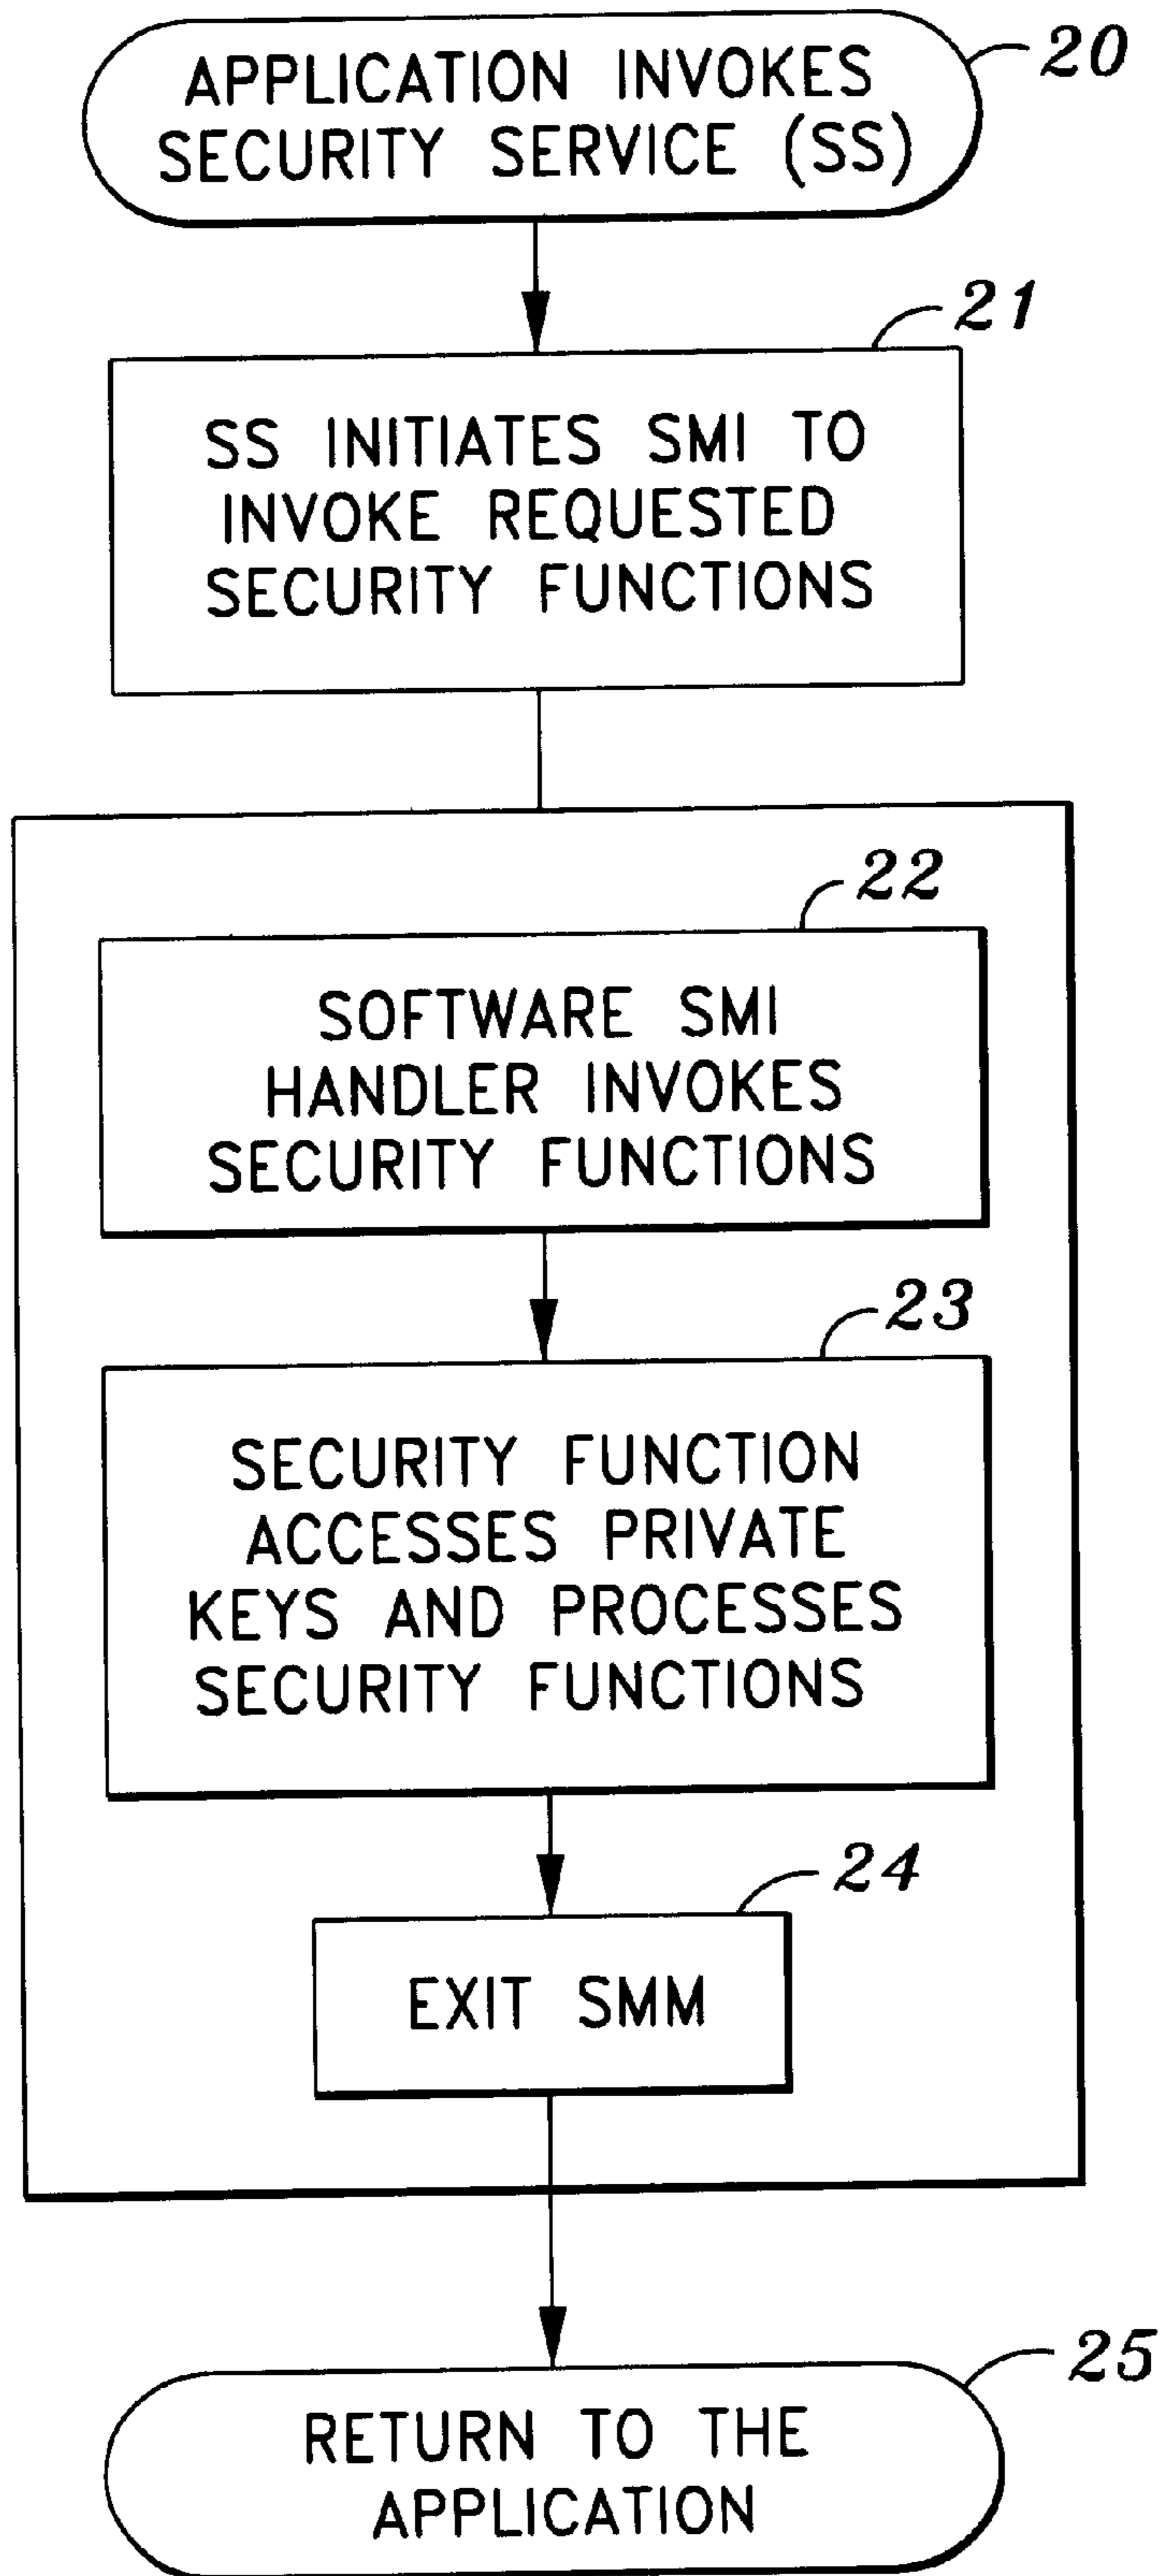 APPLICATION INVOKES
SECURITY SERVICE (SS)
20
21
SS INITIATES SMI TO
INVOKE REQUESTED
SECURITY FUNCTIONS
22
SOFTWARE SMI
HANDLER INVOKES
SECURITY FUNCTIONS
23
SECURITY FUNCTION
ACCESSES PRIVATE
KEYS AND PROCESSES
SECURITY FUNCTIONS
24
EXIT SMM
25
RETURN TO THE
APPLICATION